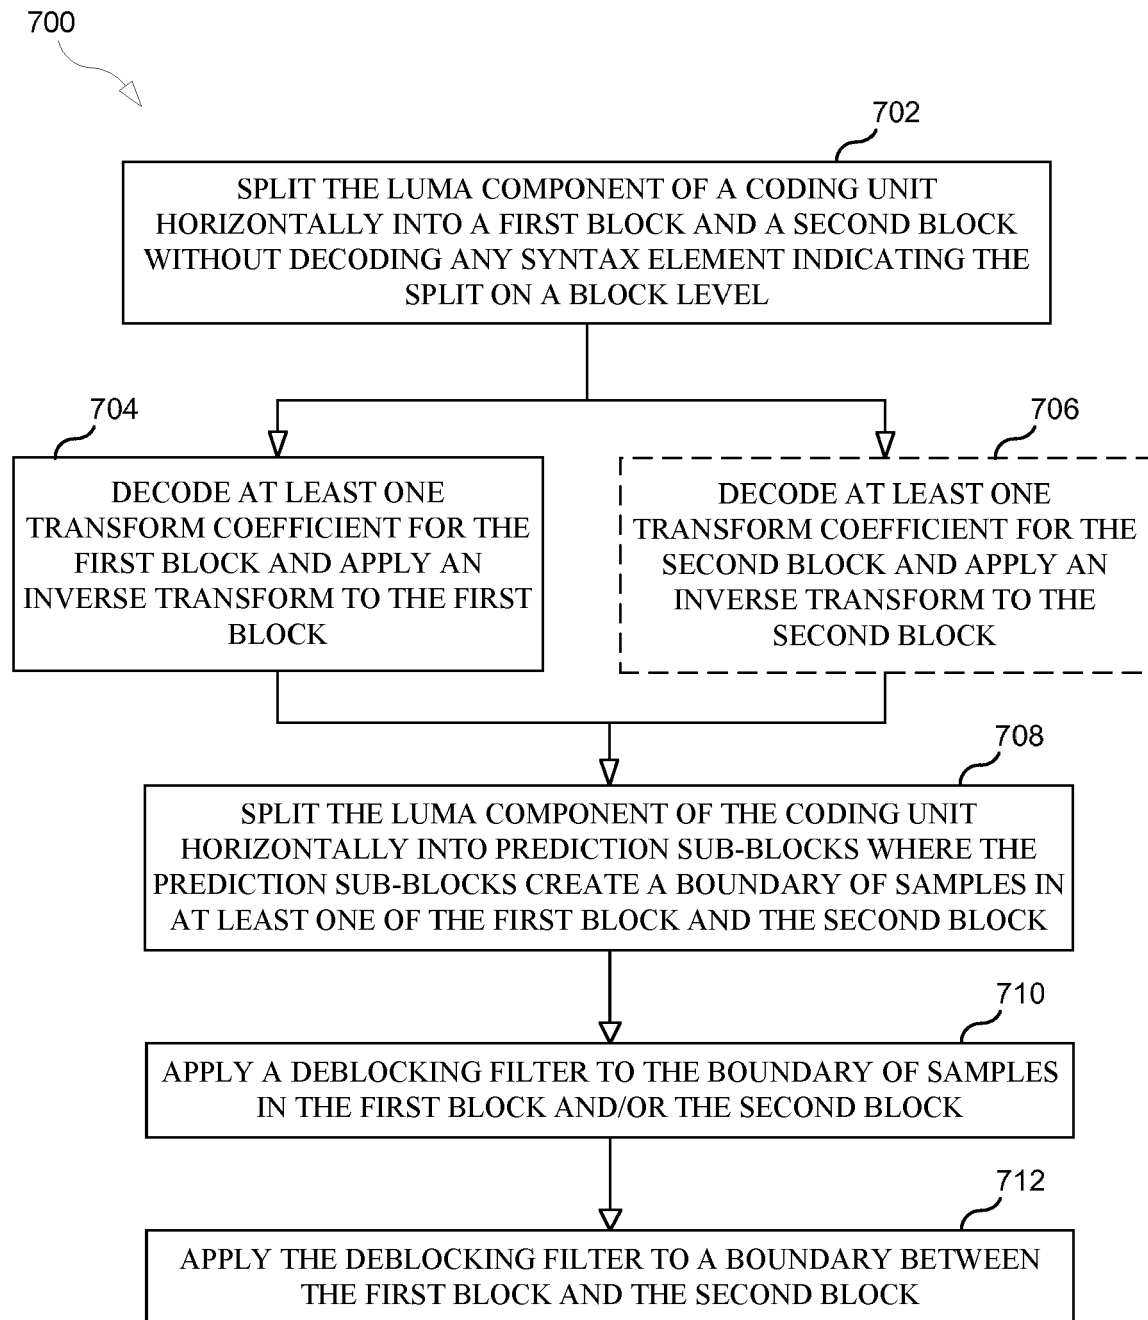 700
702
SPLIT THE LUMA COMPONENT OF A CODING UNIT
HORIZONTALLY INTO A FIRST BLOCK AND A SECOND BLOCK
WITHOUT DECODING ANY SYNTAX ELEMENT INDICATING THE
SPLIT ON A BLOCK LEVEL
704
DECODE AT LEAST ONE
TRANSFORM COEFFICIENT FOR THE
FIRST BLOCK AND APPLY AN
INVERSE TRANSFORM TO THE FIRST
BLOCK
706
DECODE AT LEAST ONE
TRANSFORM COEFFICIENT FOR THE
SECOND BLOCK AND APPLY AN
INVERSE TRANSFORM TO THE
SECOND BLOCK
708
SPLIT THE LUMA COMPONENT OF THE CODING UNIT
HORIZONTALLY INTO PREDICTION SUB-BLOCKS WHERE THE
PREDICTION SUB-BLOCKS CREATE A BOUNDARY OF SAMPLES IN
AT LEAST ONE OF THE FIRST BLOCK AND THE SECOND BLOCK
710
APPLY A DEBLOCKING FILTER TO THE BOUNDARY OF SAMPLES
IN THE FIRST BLOCK AND/OR THE SECOND BLOCK
712
APPLY THE DEBLOCKING FILTER TO A BOUNDARY BETWEEN
THE FIRST BLOCK AND THE SECOND BLOCK